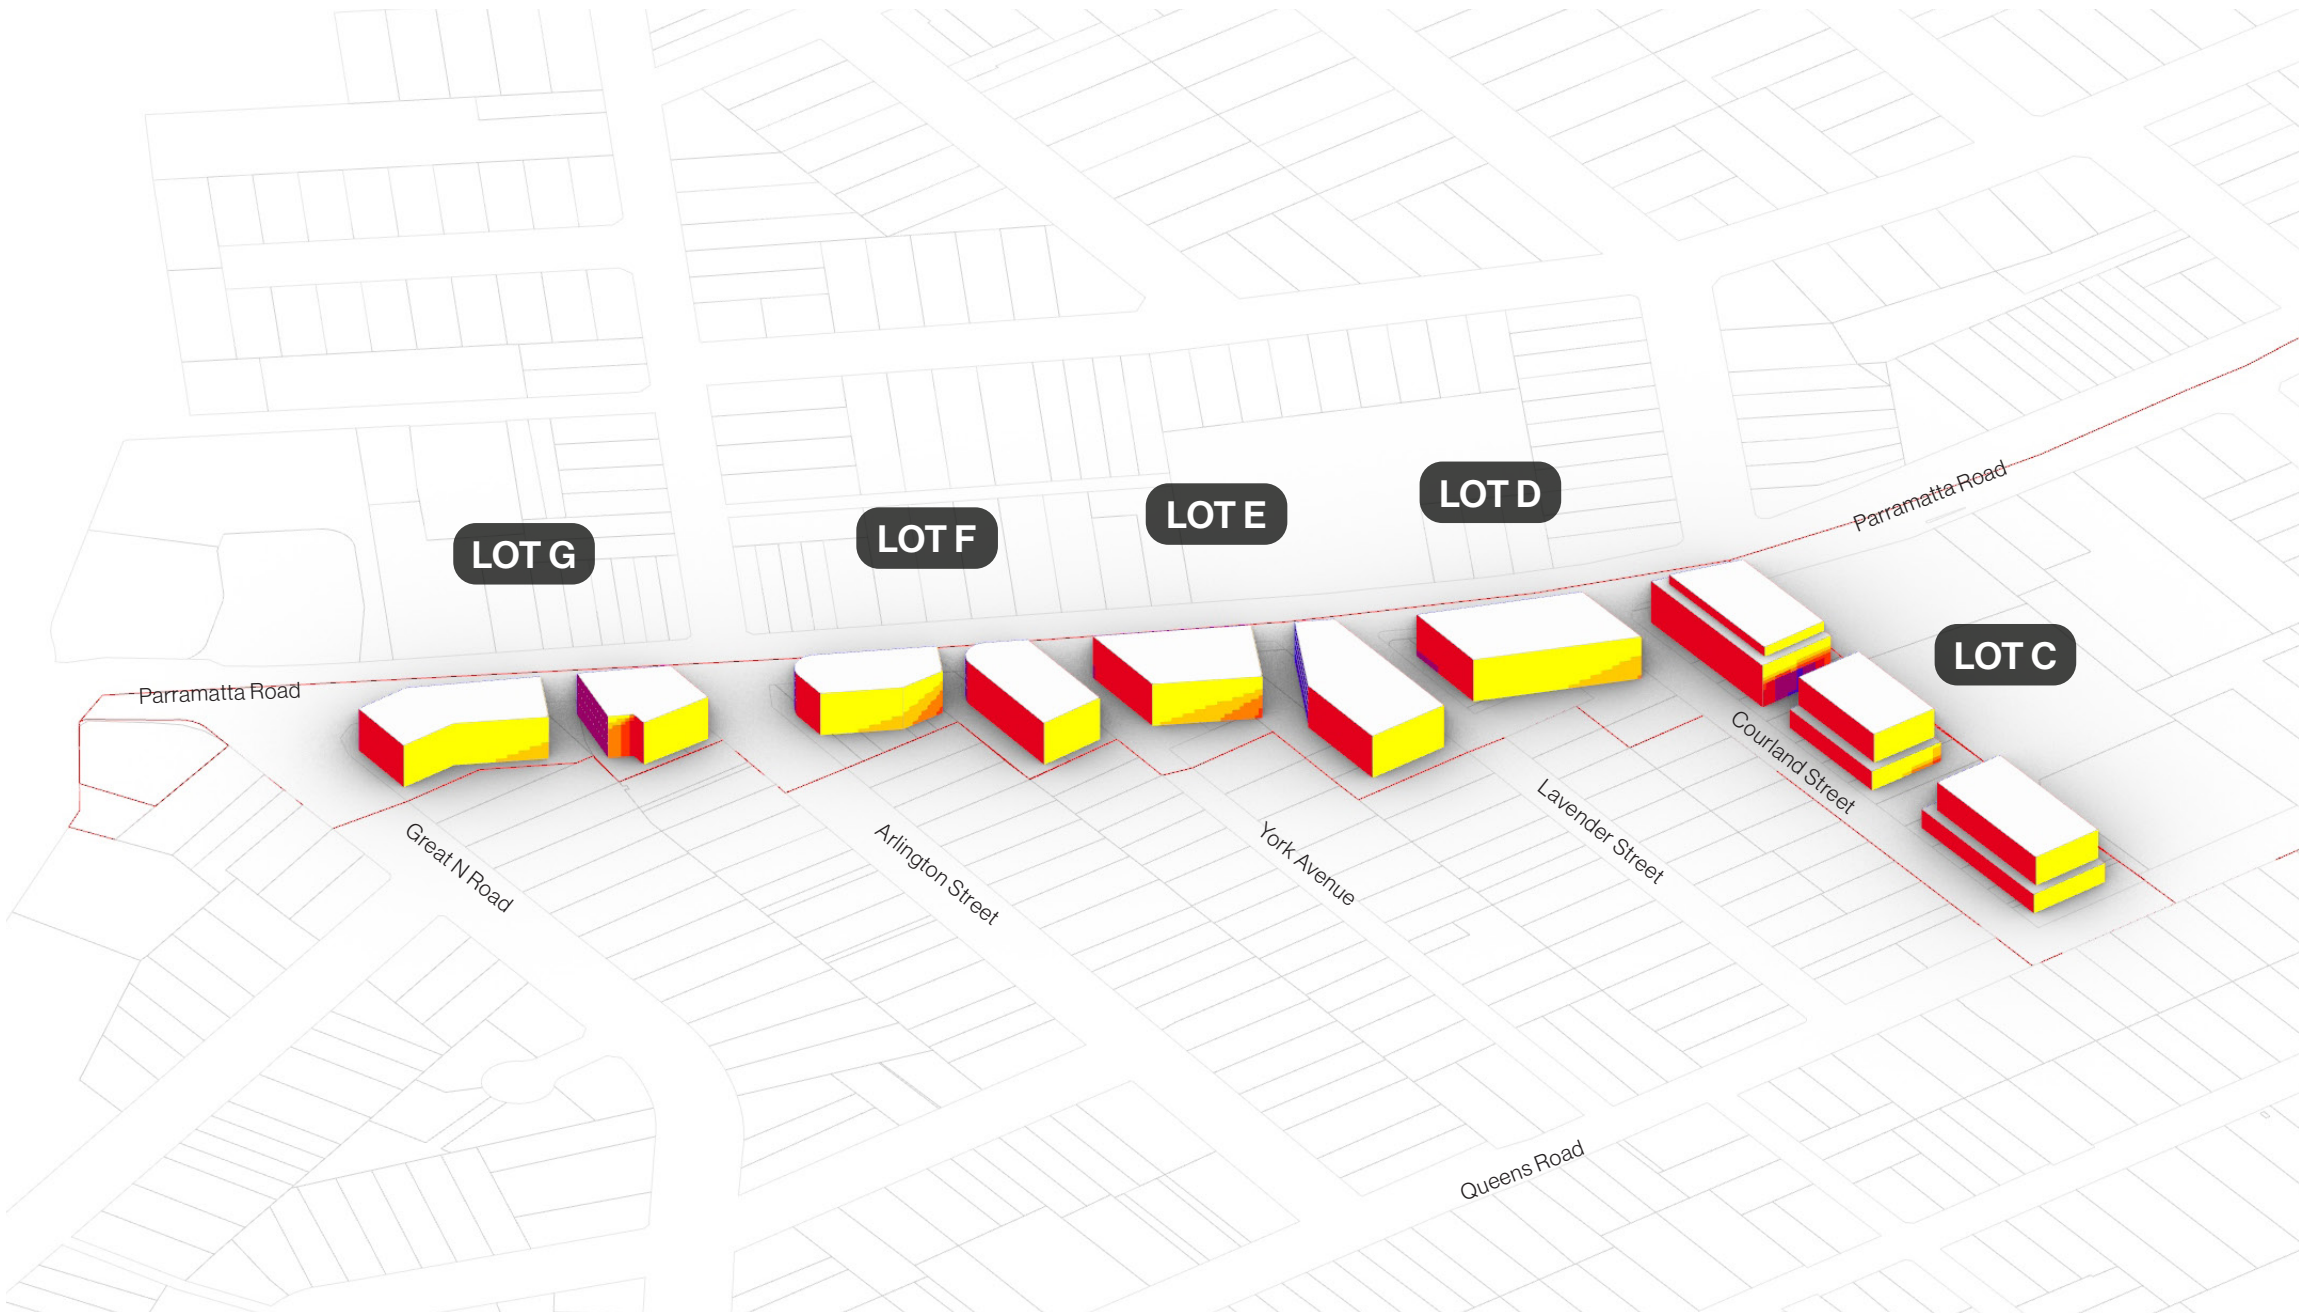 LOT D
LOT E
LOT F
LOT G
Parramatta Road
LOT C
Parramatta Road
Courland Street
Lavender Street
York Avenue
Arlington Street
Great N Road
Queens Road